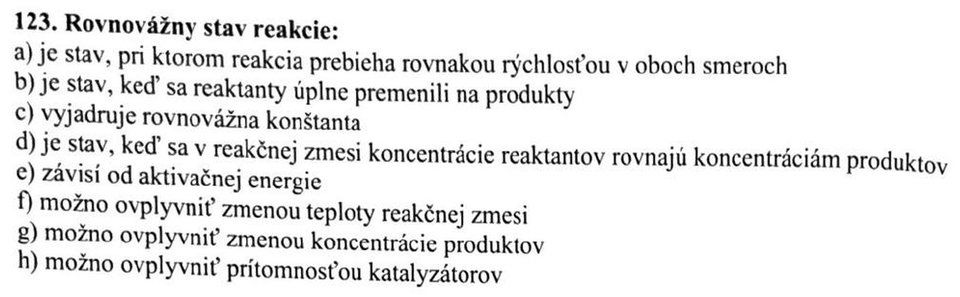 123. Rovnovážny stav reakcie:
a) je stav, pri ktorom reakcia prebieha rovnakou rýchlosťou v oboch smeroch
b) je stav, keď sa reaktanty úplne premenili na produkty
c) vyjadruje rovnovážna konštanta
d) je stav, keď sa v reakčnej zmesi koncentrácie reaktantov rovnajú koncentráciám produktov
e) závisí od aktivačnej energie
f) možno ovplyvniť zmenou teploty reakčnej zmesi
g) možno ovplyvniť zmenou koncentrácie produktov
h) možno ovplyvniť prítomnosťou katalyzátorov